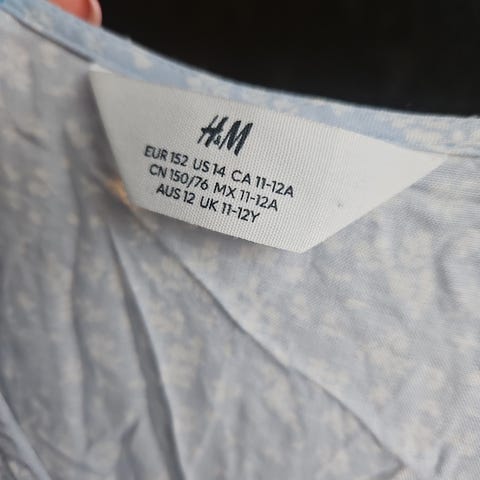 H&M
EUR 152 US 14 CA 11-12A
CN 150/76 MX 11-12A
AUS 12 UK 11-12Y